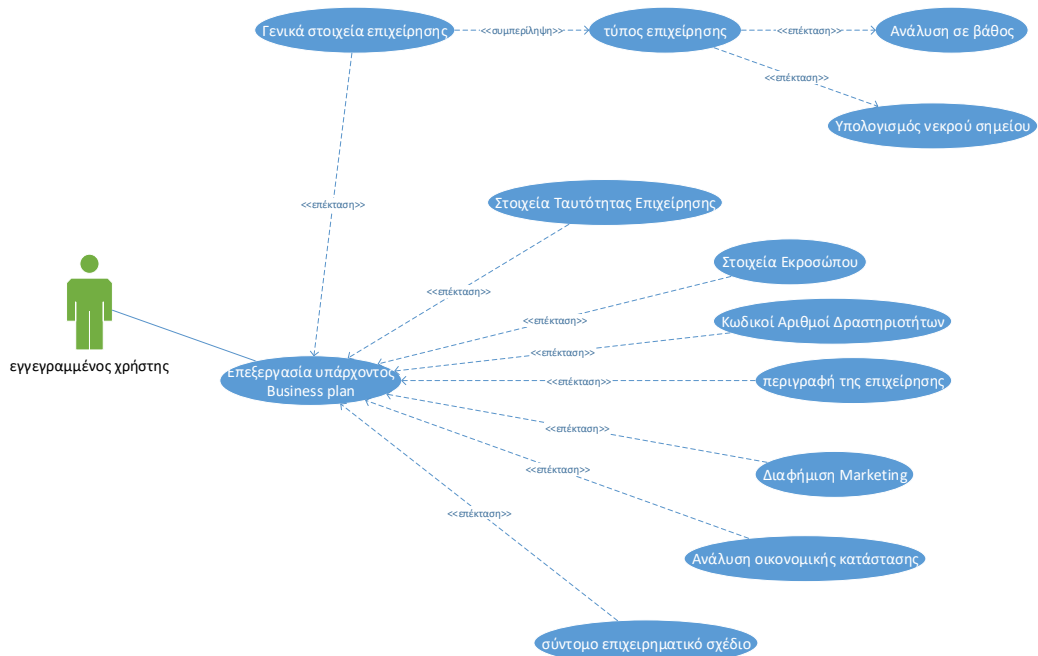 Γενικά στοιχεία επιχείρησης
<<συμπερίληψη>>
τύπος επιχείρησης
<<επέκταση>>
Ανάλυση σε βάθος
<<επέκταση>>
Υπολογισμός νεκρού σημείου
<<επέκταση>>
Στοιχεία Ταυτότητας Επιχείρησης
Στοιχεία Εκροσώπου
<<επέκταση>>
<<επέκταση>>
Κωδικοί Αριθμοί Δραστηριοτήτων
<<επέκταση>>
εγγεγραμμένος χρήστης
Επεξεργασία υπάρχοντος
Business plan
<<επέκταση>>
περιγραφή της επιχείρησης
<<επέκταση>>
Διαφήμιση Marketing
<<επέκταση>>
Ανάλυση οικονομικής κατάστασης
<<επέκταση>>
σύντομο επιχειρηματικό σχέδιο